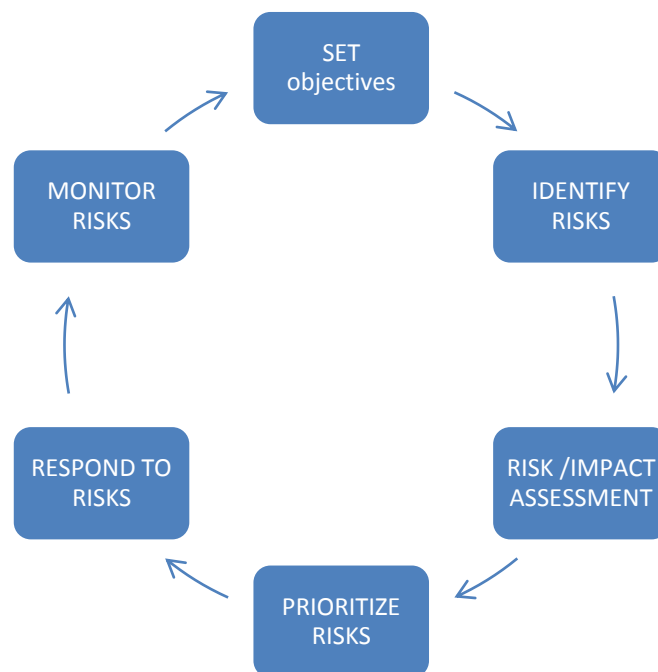 SET
objectives
IDENTIFY
RISKS
RISK /IMPACT
ASSESSMENT
PRIORITIZE
RISKS
RESPOND TO
RISKS
MONITOR
RISKS